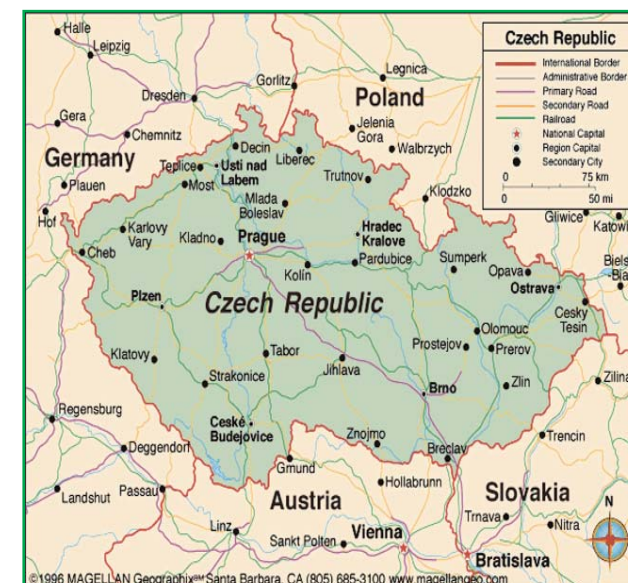 Czech Republic
International Border
Administrative Border
Primary Road
Secondary Road
Railroad
National Capital
Region Capital
Secondary City
0 75 km
0 50 mi
Halle
Leipzig
Legnica
Gorlitz
Dresden
Poland
Gera
Chemnitz
Jelenia
Gora
Walbrzych
Germany
Decin
Liberec
Teplice
Usti nad
Labem
Trutnov
Plauen
Most
Klodzko
Mlada
Boleslav
Hof
Gliwice
Karlovy
Vary
Kladno
Prague
Hradec
Kralove
Cheb
Kolín
Pardubice
Sumperk
Opava
Ostrava
Plzen
Czech Republic
Cesky
Tesin
Olomouc
Prostejov
Prerov
Klatovy
Tabor
Jihlava
Strakonice
Brno
Zlin
Zilina
Regensburg
Ceské
Budejovice
Znojmo
Breclav
Trencin
Deggendorf
Gmund
Hollabrunn
Slovakia
Landshut
Passau
Austria
Trnava
Nitra
N
Linz
Sankt Polten
Vienna
Bratislava
©1996 MAGELLAN Geographix℠ Santa Barbara, CA (805) 685-3100 www.magellangeo.com